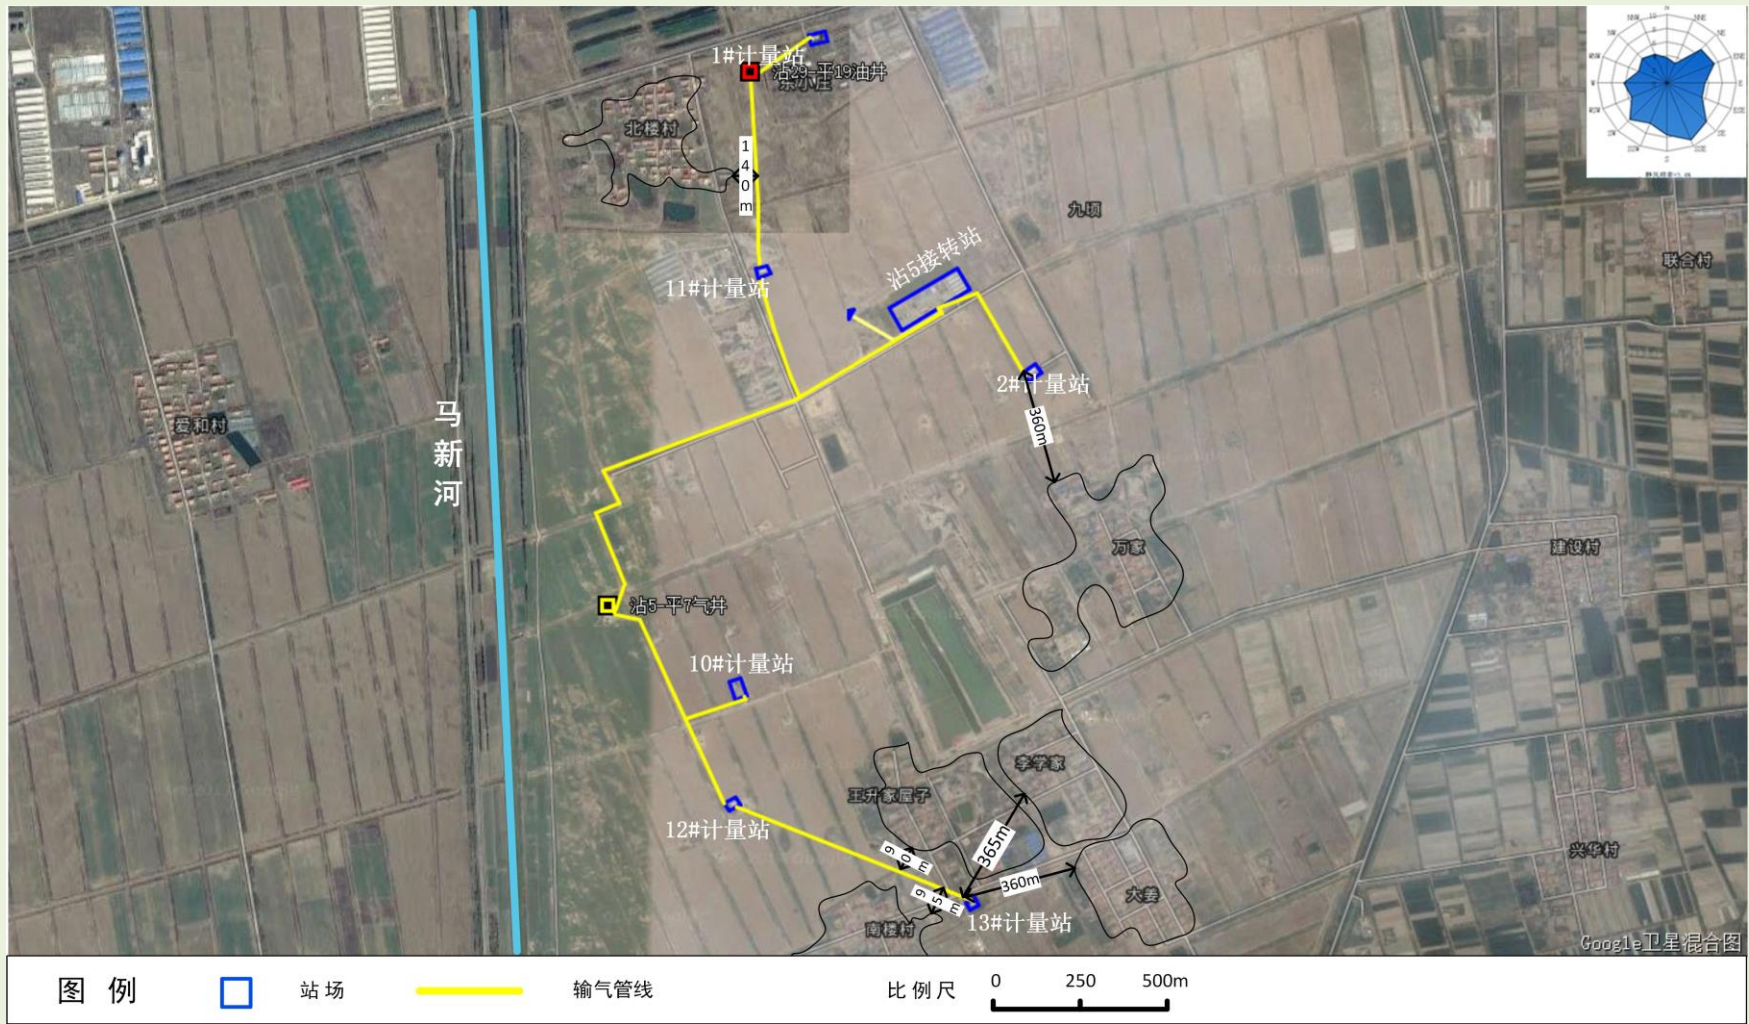 1#计量站
沾29-平19油井
宗小庄
北楼村
140m
九顷
沾5接转站
11#计量站
2#计量站
联合村
360m
爱和村
马新河
万家
建设村
沾5-平7气井
10#计量站
李学家
王升家屋子
12#计量站
365m
90m
360m
95m
大姜
兴华村
南楼村
13#计量站
Google卫星混合图
图 例
站 场
输气管线
比 例 尺
0 250 500m